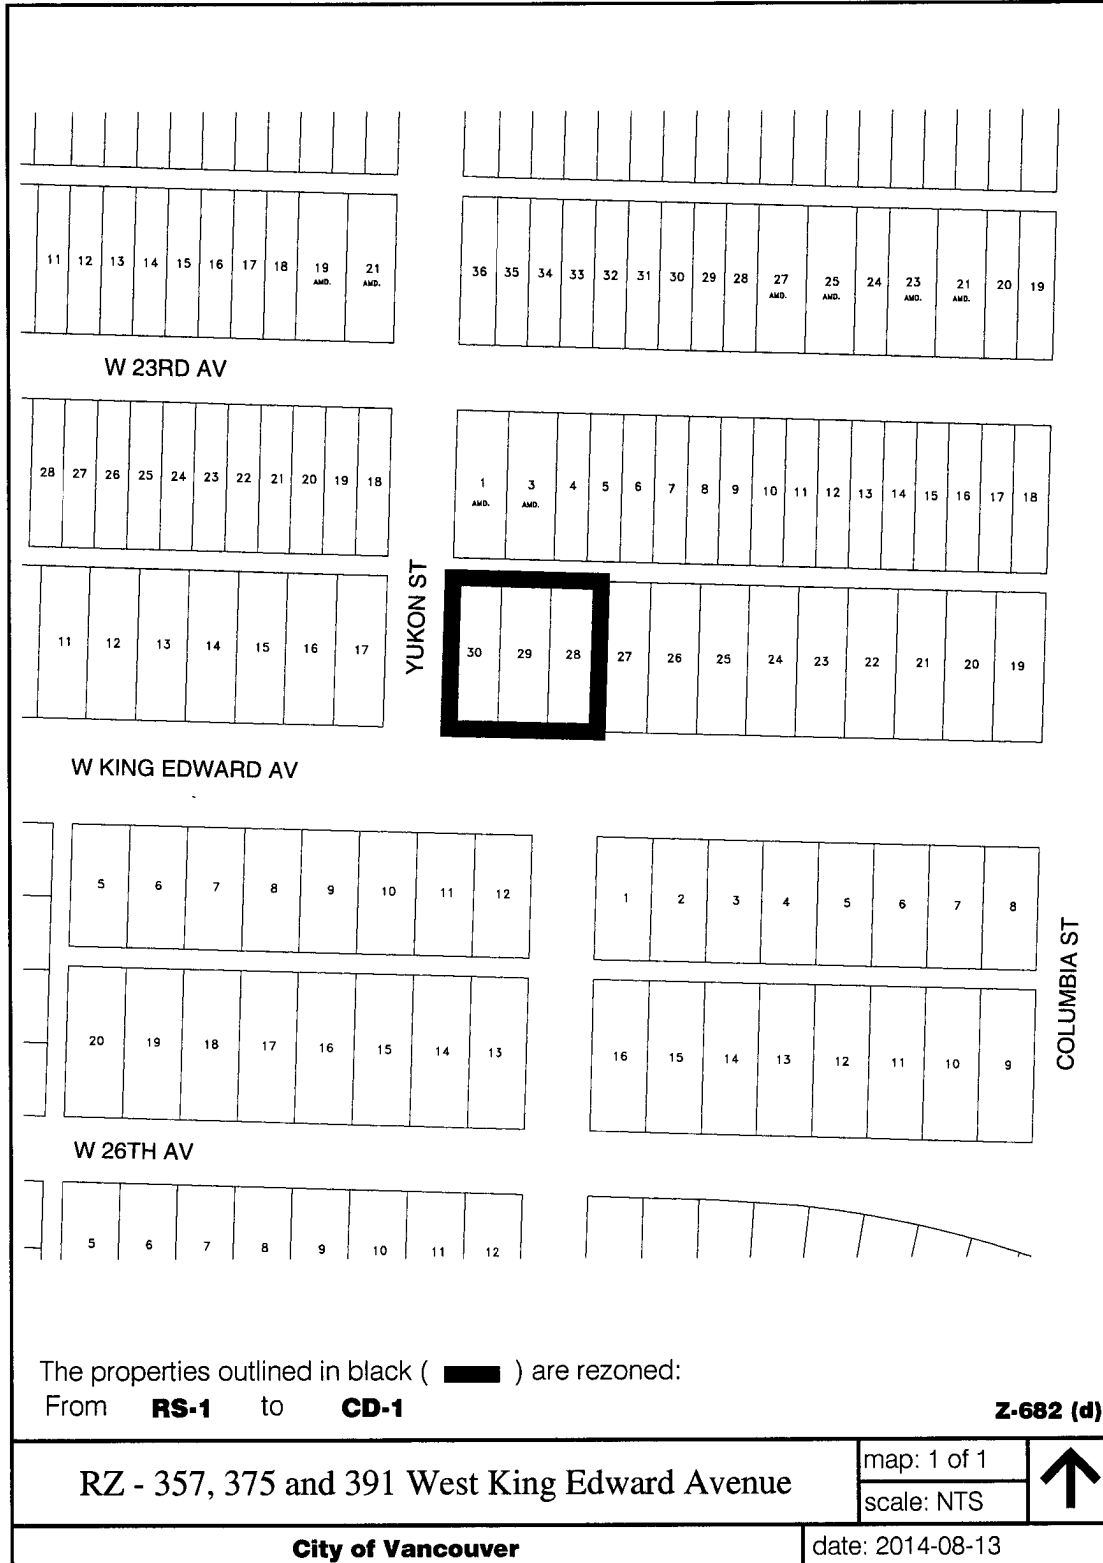 11 12 13 14 15 16 17 18 19 AMD. 21 AMD.
36 35 34 33 32 31 30 29 28 27 AMD. 25 AMD. 24 23 AMD. 21 AMD. 20 19
W 23RD AV
28 27 26 25 24 23 22 21 20 19 18
1 AMD. 3 AMD. 4 5 6 7 8 9 10 11 12 13 14 15 16 17 18
YUKON ST
11 12 13 14 15 16 17
30 29 28 27 26 25 24 23 22 21 20 19
W KING EDWARD AV
5 6 7 8 9 10 11 12
1 2 3 4 5 6 7 8
COLUMBIA ST
20 19 18 17 16 15 14 13
16 15 14 13 12 11 10 9
W 26TH AV
5 6 7 8 9 10 11 12
The properties outlined in black ( ) are rezoned:
From RS-1 to CD-1
Z-682 (d)
RZ - 357, 375 and 391 West King Edward Avenue
map: 1 of 1
scale: NTS
City of Vancouver
date: 2014-08-13